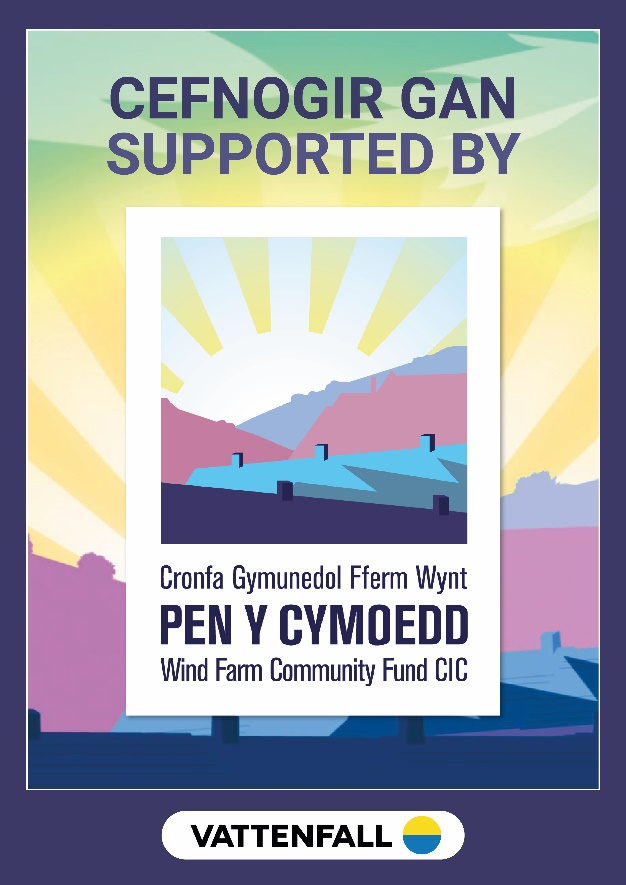 CEFNOGIR GAN
SUPPORTED BY
Cronfa Gymunedol Fferm Wynt
PEN Y CYMOEDD
Wind Farm Community Fund CIC
VATTENFALL